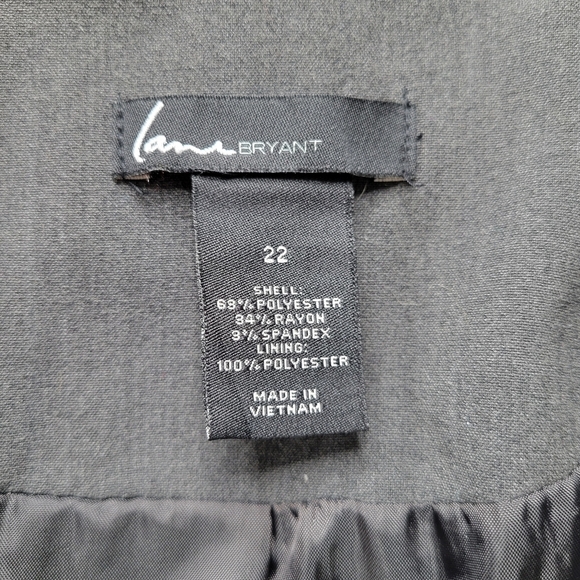 lane BRYANT
22
SHELL:
63% POLYESTER
34% RAYON
3% SPANDEX
LINING:
100% POLYESTER
MADE IN
VIETNAM